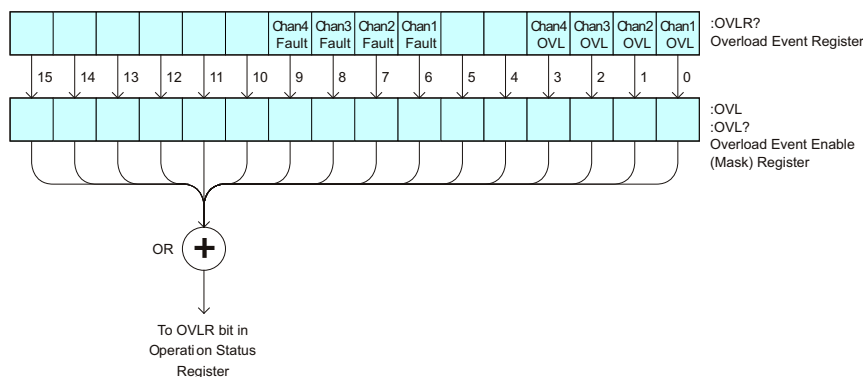 Chan4 Chan3 Chan2 Chan1 Chan4 Chan3 Chan2 Chan1
Fault Fault Fault Fault OVL OVL OVL OVL
:OVLR?
Overload Event Register
15 14 13 12 11 10 9 8 7 6 5 4 3 2 1 0
:OVL
:OVL?
Overload Event Enable
(Mask) Register
OR +
To OVLR bit in
Operation Status
Register